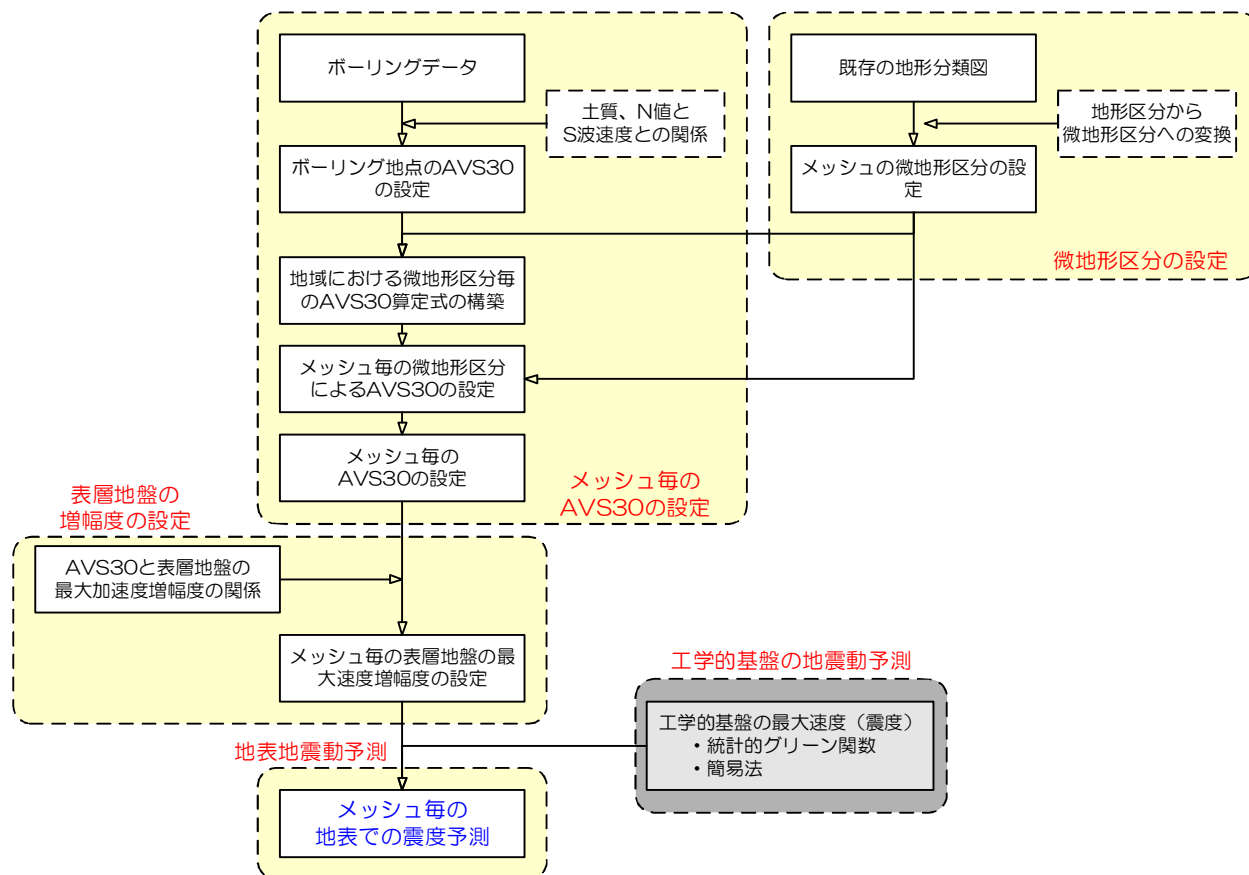 ボーリングデータ
土質、N値と
S波速度との関係
ボーリング地点のAVS30
の設定
地域における微地形区分毎
のAVS30算定式の構築
メッシュ毎の微地形区分
によるAVS30の設定
メッシュ毎の
AVS30の設定
メッシュ毎の
AVS30の設定
既存の地形分類図
地形区分から
微地形区分への変換
メッシュの微地形区分の設
定
微地形区分の設定
表層地盤の
増幅度の設定
AVS30と表層地盤の
最大加速度増幅度の関係
メッシュ毎の表層地盤の最
大速度増幅度の設定
工学的基盤の地震動予測
工学的基盤の最大速度（震度）
・統計的グリーン関数
・簡易法
地表地震動予測
メッシュ毎の
地表での震度予測